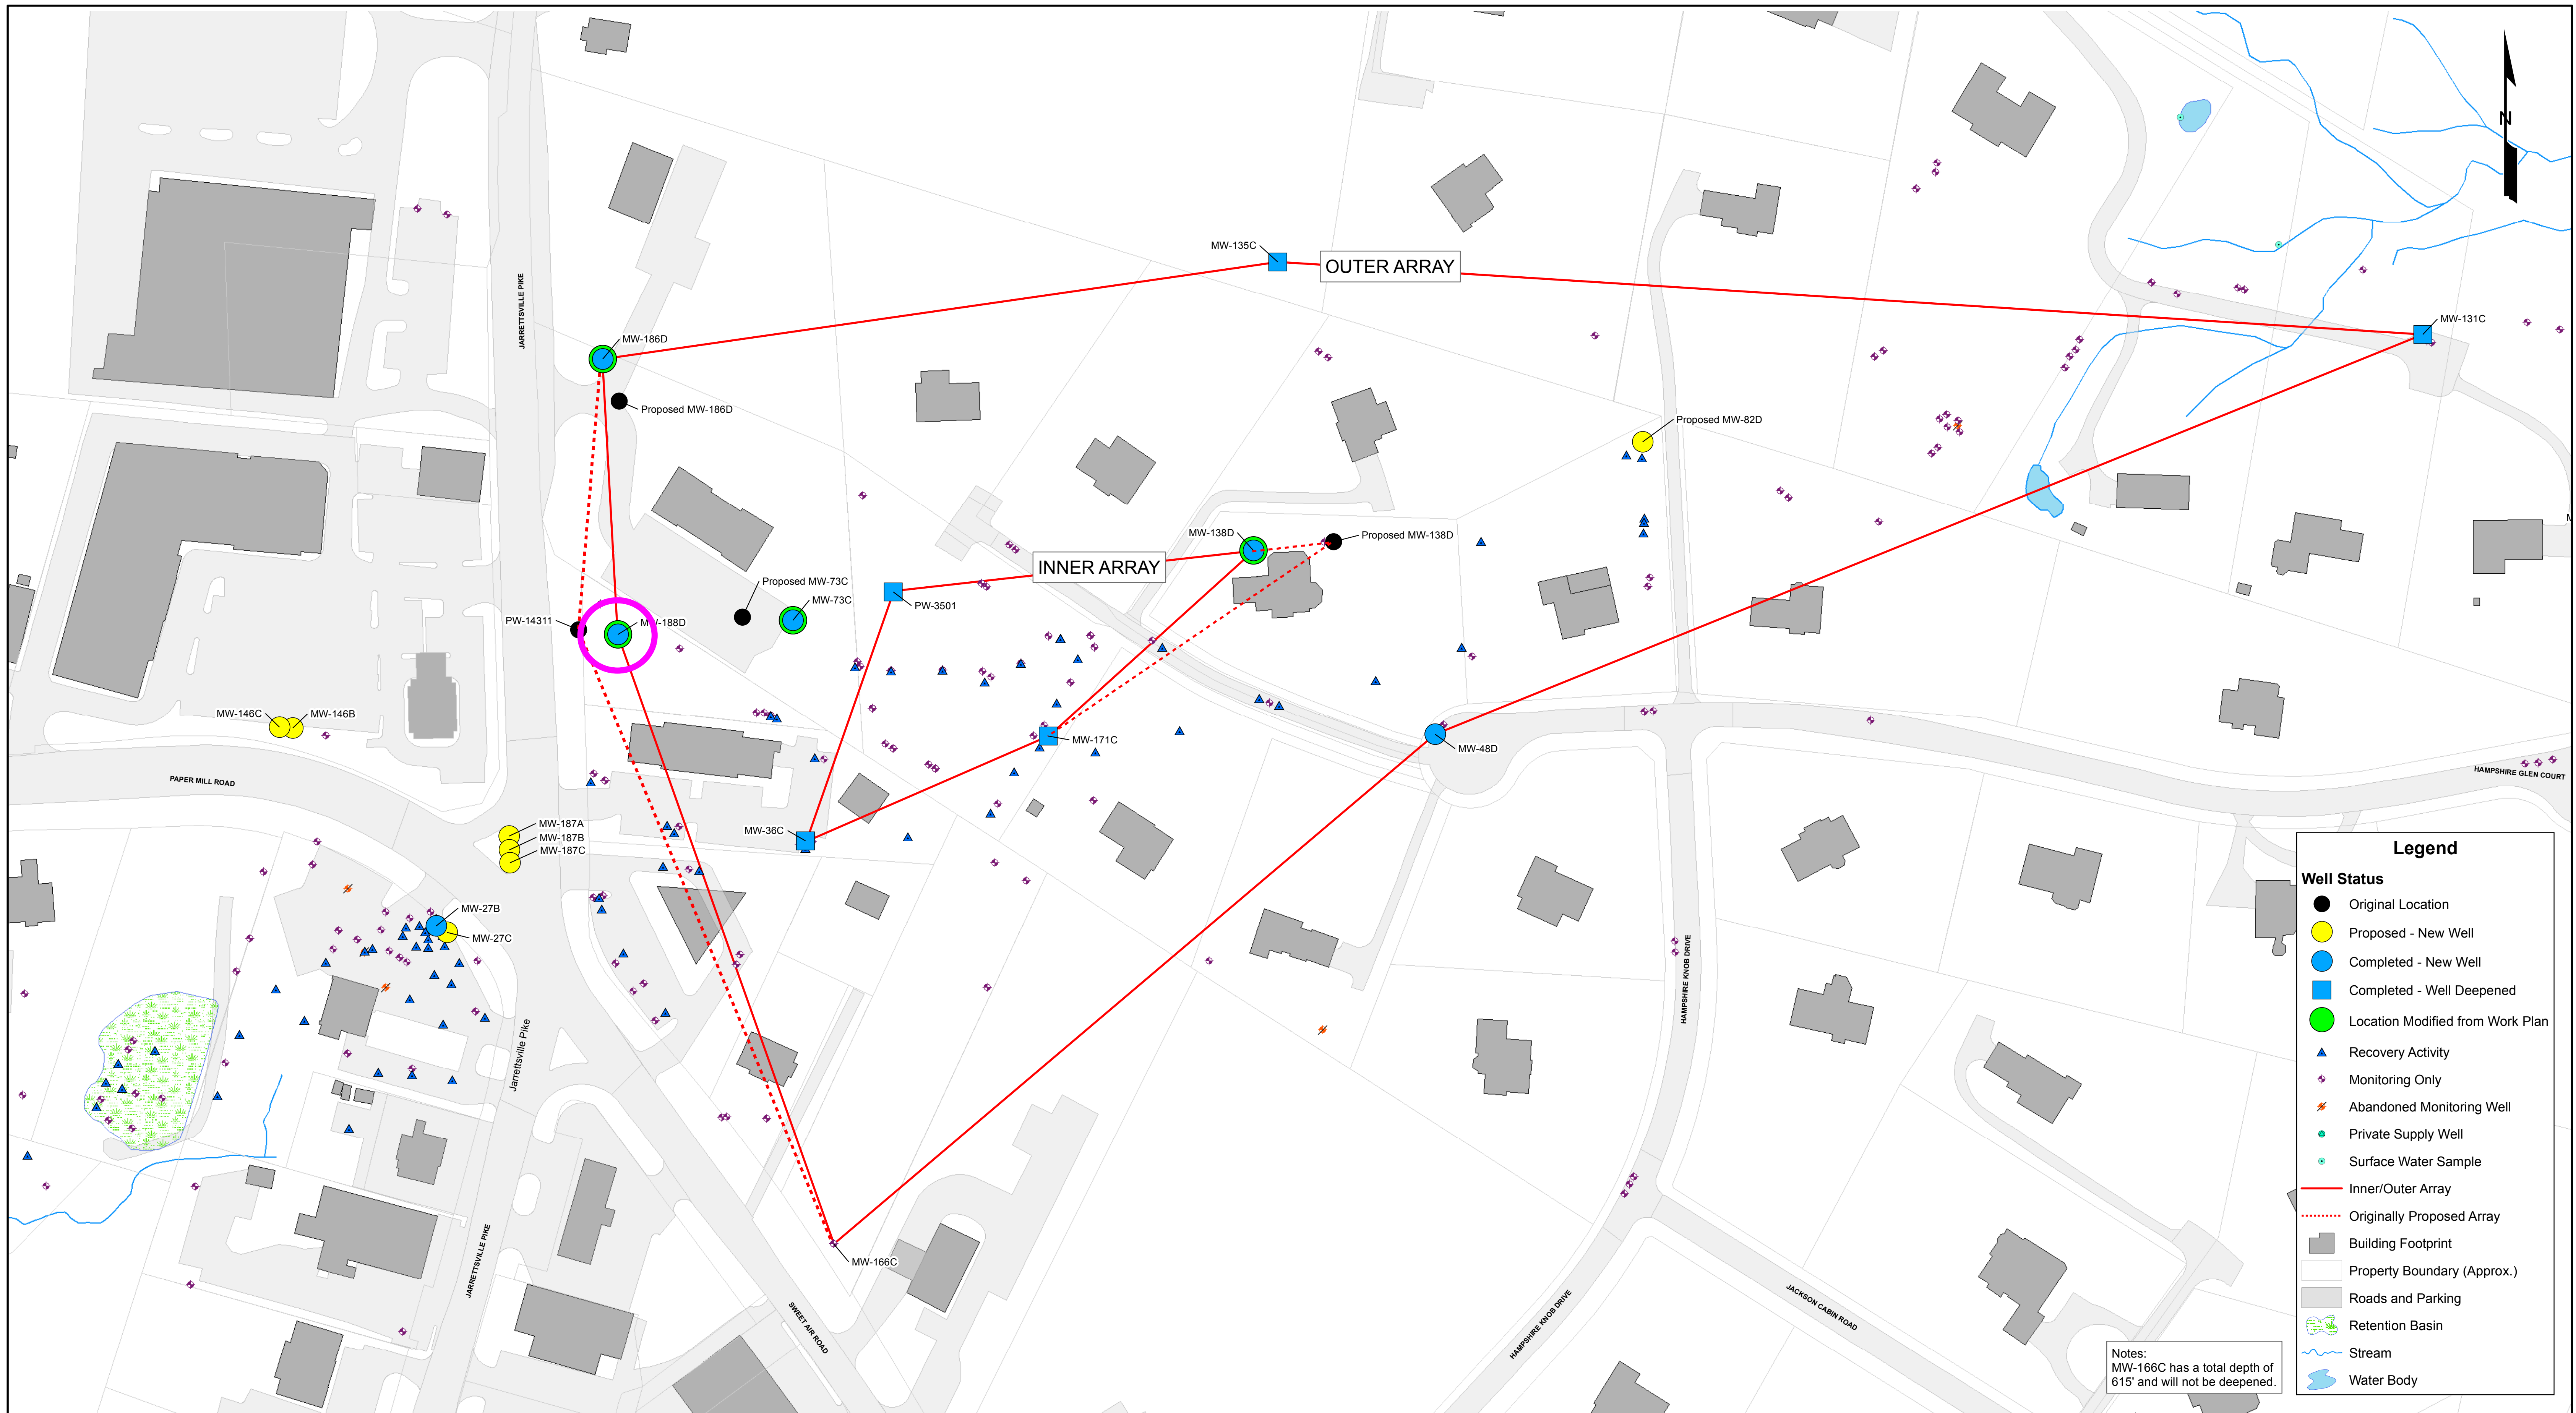 N
MW-135C
OUTER ARRAY
MW-131C
JARRETTSVILLE PIKE
MW-186D
Proposed MW-186D
Proposed MW-82D
MW-138D
Proposed MW-138D
INNER ARRAY
Proposed MW-73C
MW-73C
PW-3501
PW-14311
MW-188D
MW-146C
MW-146B
MW-171C
MW-48D
PAPER MILL ROAD
HAMPSHIRE GLEN COURT
MW-36C
MW-187A
MW-187B
MW-187C
MW-27B
MW-27C
HAMPSHIRE KNOB DRIVE
Jarrettsville Pike
JARRETTSVILLE PIKE
MW-166C
SWEET AIR ROAD
HAMPSHIRE KNOB DRIVE
JACKSON CABIN ROAD
Notes:
MW-166C has a total depth of
615' and will not be deepened.
Legend
Well Status
Original Location
Proposed - New Well
Completed - New Well
Completed - Well Deepened
Location Modified from Work Plan
Recovery Activity
Monitoring Only
Abandoned Monitoring Well
Private Supply Well
Surface Water Sample
Inner/Outer Array
Originally Proposed Array
Building Footprint
Property Boundary (Approx.)
Roads and Parking
Retention Basin
Stream
Water Body